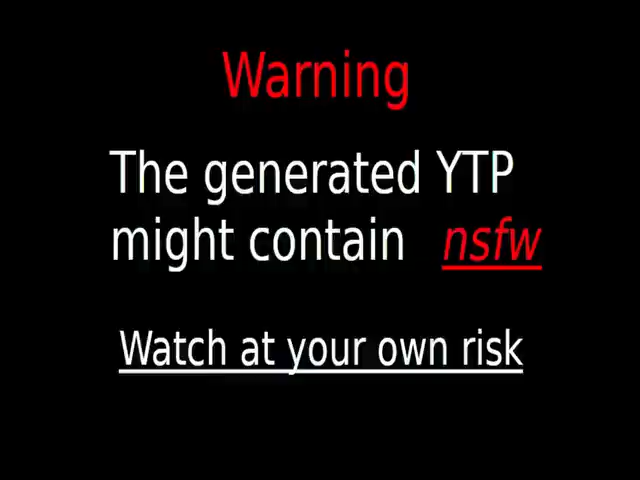 Warning
The generated YTP
might contain nsfw
Watch at your own risk